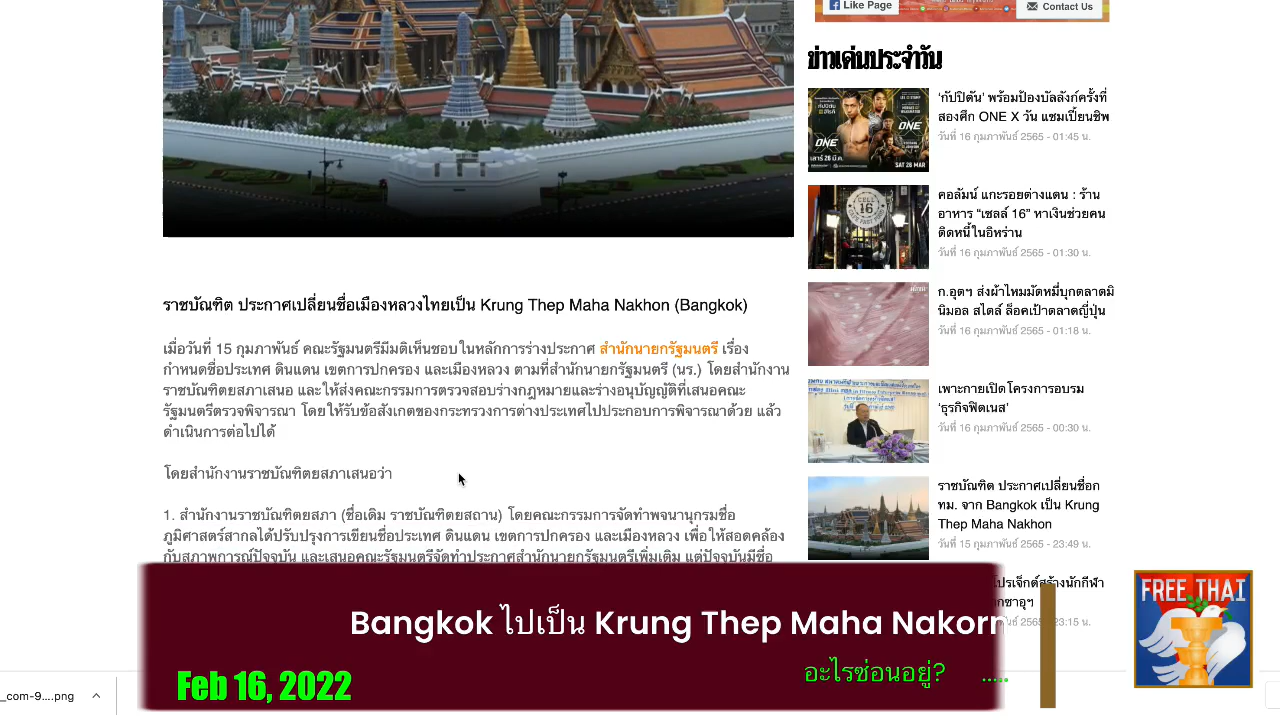 Like Page
Contact Us
ข่าวเด่นประจำวัน
'กัปปิตัน' พร้อมป้องบัลลังก์ครั้งที่
สองศึก ONE X วัน แชมเปี้ยนชิพ
วันที่ 16 กุมภาพันธ์ 2565 - 01:45 น.
ONE
ONE
SAT 26 MAR
คอลัมน์ แกะรอยต่างแดน : ร้าน
อาหาร “เซลล์ 16” หาเงินช่วยคน
ติดหนี้ในอิหร่าน
วันที่ 16 กุมภาพันธ์ 2565 - 01:30 น.
CELL
16
ก.อุตฯ ส่งผ้าไหมมัดหมี่บุกตลาดมิ
นิมอล สไตล์ ล็อคเป้าตลาดญี่ปุ่น
วันที่ 16 กุมภาพันธ์ 2565 - 01:18 น.
เพาะกายเปิดโครงการอบรม
'ธุรกิจฟิตเนส'
วันที่ 16 กุมภาพันธ์ 2565 - 00:30 น.
ราชบัณฑิต ประกาศเปลี่ยนชื่อก
ทม. จาก Bangkok เป็น Krung
Thep Maha Nakhon
วันที่ 15 กุมภาพันธ์ 2565 - 23:49 น.
ราชบัณฑิต ประกาศเปลี่ยนชื่อเมืองหลวงไทยเป็น Krung Thep Maha Nakhon (Bangkok)
เมื่อวันที่ 15 กุมภาพันธ์ คณะรัฐมนตรีมีมติเห็นชอบในหลักการร่างประกาศ สำนักนายกรัฐมนตรี เรื่อง
กำหนดชื่อประเทศ ดินแดน เขตการปกครอง และเมืองหลวง ตามที่สำนักนายกรัฐมนตรี (นร.) โดยสำนักงาน
ราชบัณฑิตยสภาเสนอ และให้ส่งคณะกรรมการตรวจสอบร่างกฎหมายและร่างอนุบัญญัติที่เสนอคณะ
รัฐมนตรีตรวจพิจารณา โดยให้รับข้อสังเกตของกระทรวงการต่างประเทศไปประกอบการพิจารณาด้วย แล้ว
ดำเนินการต่อไปได้
โดยสำนักงานราชบัณฑิตยสภาเสนอว่า
1. สำนักงานราชบัณฑิตยสภา (ชื่อเดิม ราชบัณฑิตยสถาน) โดยคณะกรรมการจัดทำพจนานุกรมชื่อ
ภูมิศาสตร์สากลได้ปรับปรุงการเขียนชื่อประเทศ ดินแดน เขตการปกครอง และเมืองหลวง เพื่อให้สอดคล้อง
กับสภาพการณ์ปัจจุบัน และเสนอคณะรัฐมนตรีจัดทำประกาศสำนักนายกรัฐมนตรีเพิ่มเติม แต่ปัจจุบันมีชื่อ
โปรเจ็กต์สร้างนักกีฬา
23:15 น.
Bangkok ไปเป็น Krung Thep Maha Nakorn
อะไรซ่อนอยู่? .....
Feb 16, 2022
FREE THAI
_com-9....png